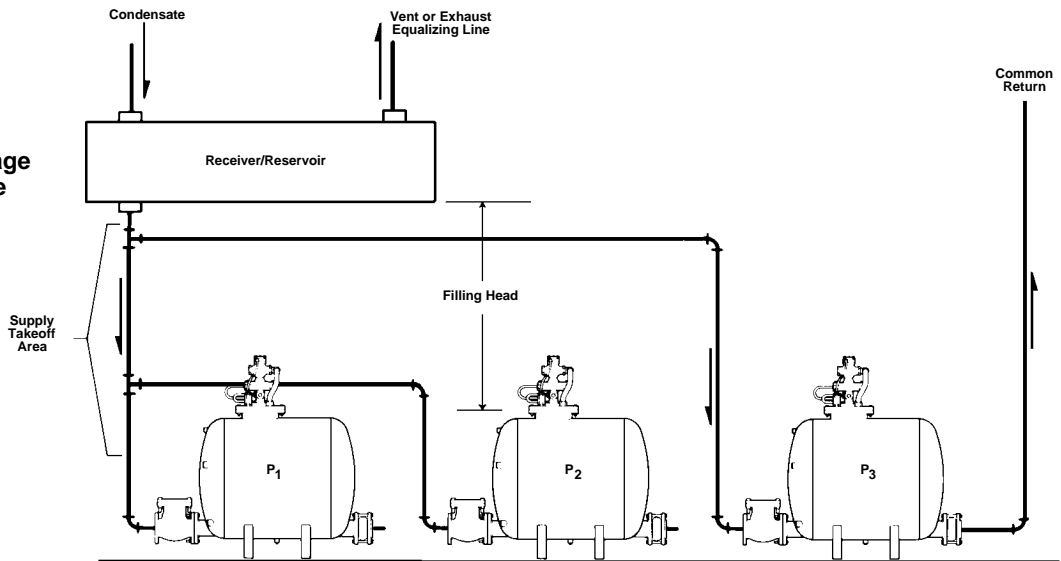 Condensate
Vent or Exhaust
Equalizing Line
Common
Return
Receiver/Reservoir
Filling Head
Supply
Takeoff
Area
P1
P2
P3